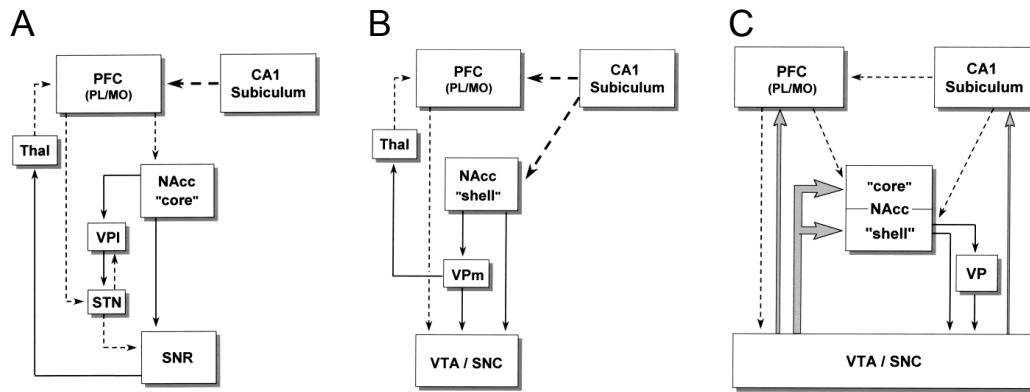 A
PFC
(PL/MO)
CA1
Subiculum
Thal
NAcc
"core"
VPl
STN
SNR
B
PFC
(PL/MO)
CA1
Subiculum
Thal
NAcc
"shell"
VPm
VTA / SNC
C
PFC
(PL/MO)
CA1
Subiculum
"core"
NAcc
"shell"
VP
VTA / SNC